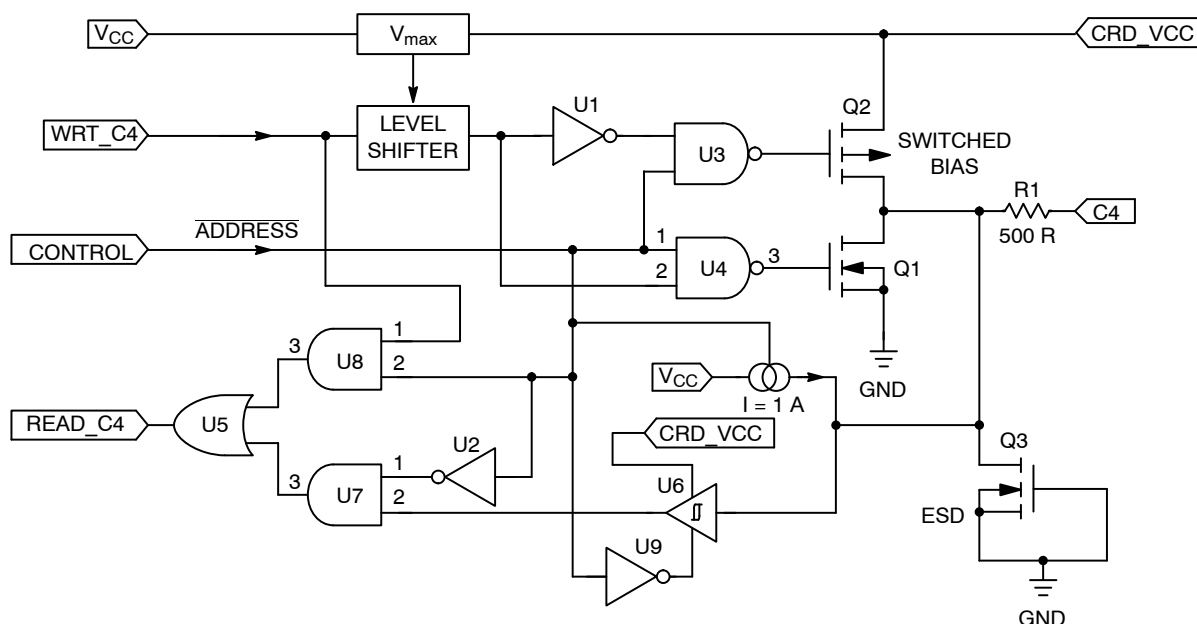 VCC
Vmax
CRD_VCC
U1
Q2
WRT_C4
LEVEL
SHIFTER
U3
SWITCHED
BIAS
R1
C4
500 R
ADDRESS
CONTROL
1
2
U4
3
Q1
GND
3
U8
1
2
VCC
I = 1 A
READ_C4
U5
CRD_VCC
Q3
U2
3
U7
1
2
U6
ESD
U9
GND